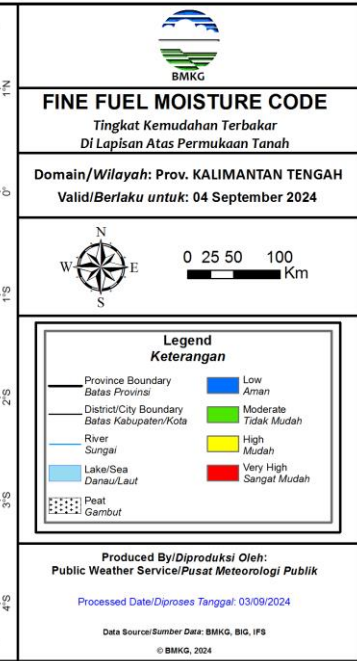 BMKG
FINE FUEL MOISTURE CODE
Tingkat Kemudahan Terbakar
Di Lapisan Atas Permukaan Tanah
Domain/Wilayah: Prov. KALIMANTAN TENGAH
Valid/Berlaku untuk: 04 September 2024
N
W E
S
0 25 50 100
Km
Legend
Keterangan
Province Boundary
Batas Provinsi
District/City Boundary
Batas Kabupaten/Kota
River
Sungai
Lake/Sea
Danau/Laut
Peat
Gambut
Low
Aman
Moderate
Tidak Mudah
High
Mudah
Very High
Sangat Mudah
Produced By/Diproduksi Oleh:
Public Weather Service/Pusat Meteorologi Publik
Processed Date/Diproses Tanggal: 03/09/2024
Data Source/Sumber Data: BMKG, BIG, IFS
© BMKG, 2024
1°N
0°
1°S
2°S
3°S
4°S